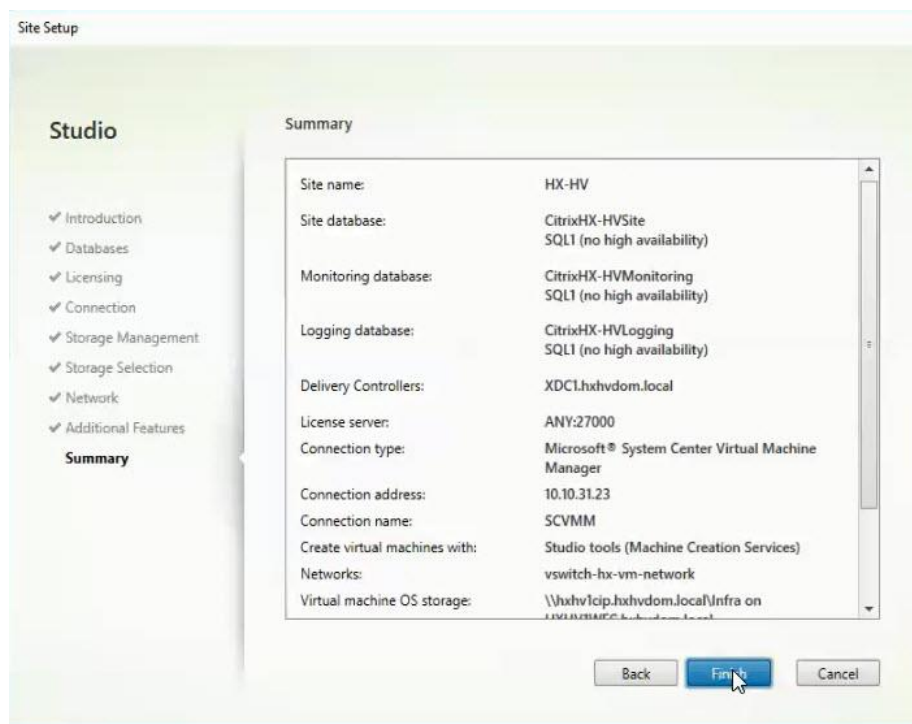 Site Setup
Studio
Introduction
Databases
Licensing
Connection
Storage Management
Storage Selection
Network
Additional Features
Summary
Summary
Site name: HX-HV
Site database: CitrixHX-HVSite
SQL1 (no high availability)
Monitoring database: CitrixHX-HVMonitoring
SQL1 (no high availability)
Logging database: CitrixHX-HVLogging
SQL1 (no high availability)
Delivery Controllers: XDC1.hxhvdom.local
License server: ANY:27000
Connection type: Microsoft® System Center Virtual Machine
Manager
Connection address: 10.10.31.23
Connection name: SCVMM
Create virtual machines with: Studio tools (Machine Creation Services)
Networks: vswitch-hx-vm-network
Virtual machine OS storage: \\hxhv1cip.hxhvdom.local\Infra on
Back Finish Cancel